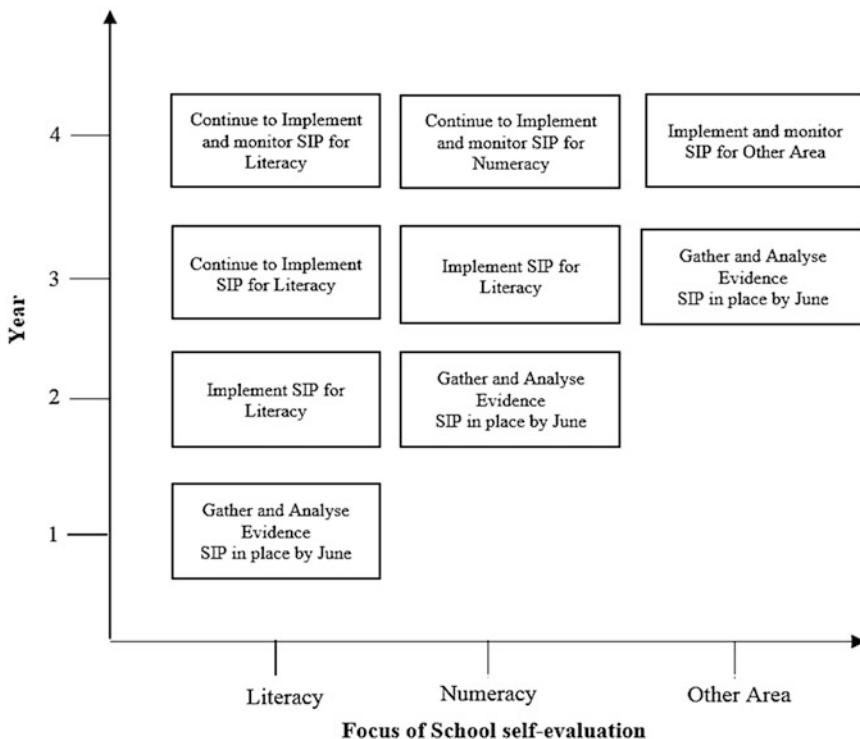 Year
4
Continue to Implement
and monitor SIP for
Literacy
Continue to Implement
and monitor SIP for
Numeracy
Implement and monitor
SIP for Other Area
3
Continue to Implement
SIP for Literacy
Implement SIP for
Literacy
Gather and Analyse
Evidence
SIP in place by June
2
Implement SIP for
Literacy
Gather and Analyse
Evidence
SIP in place by June
1
Gather and Analyse
Evidence
SIP in place by June
Literacy
Numeracy
Other Area
Focus of School self-evaluation